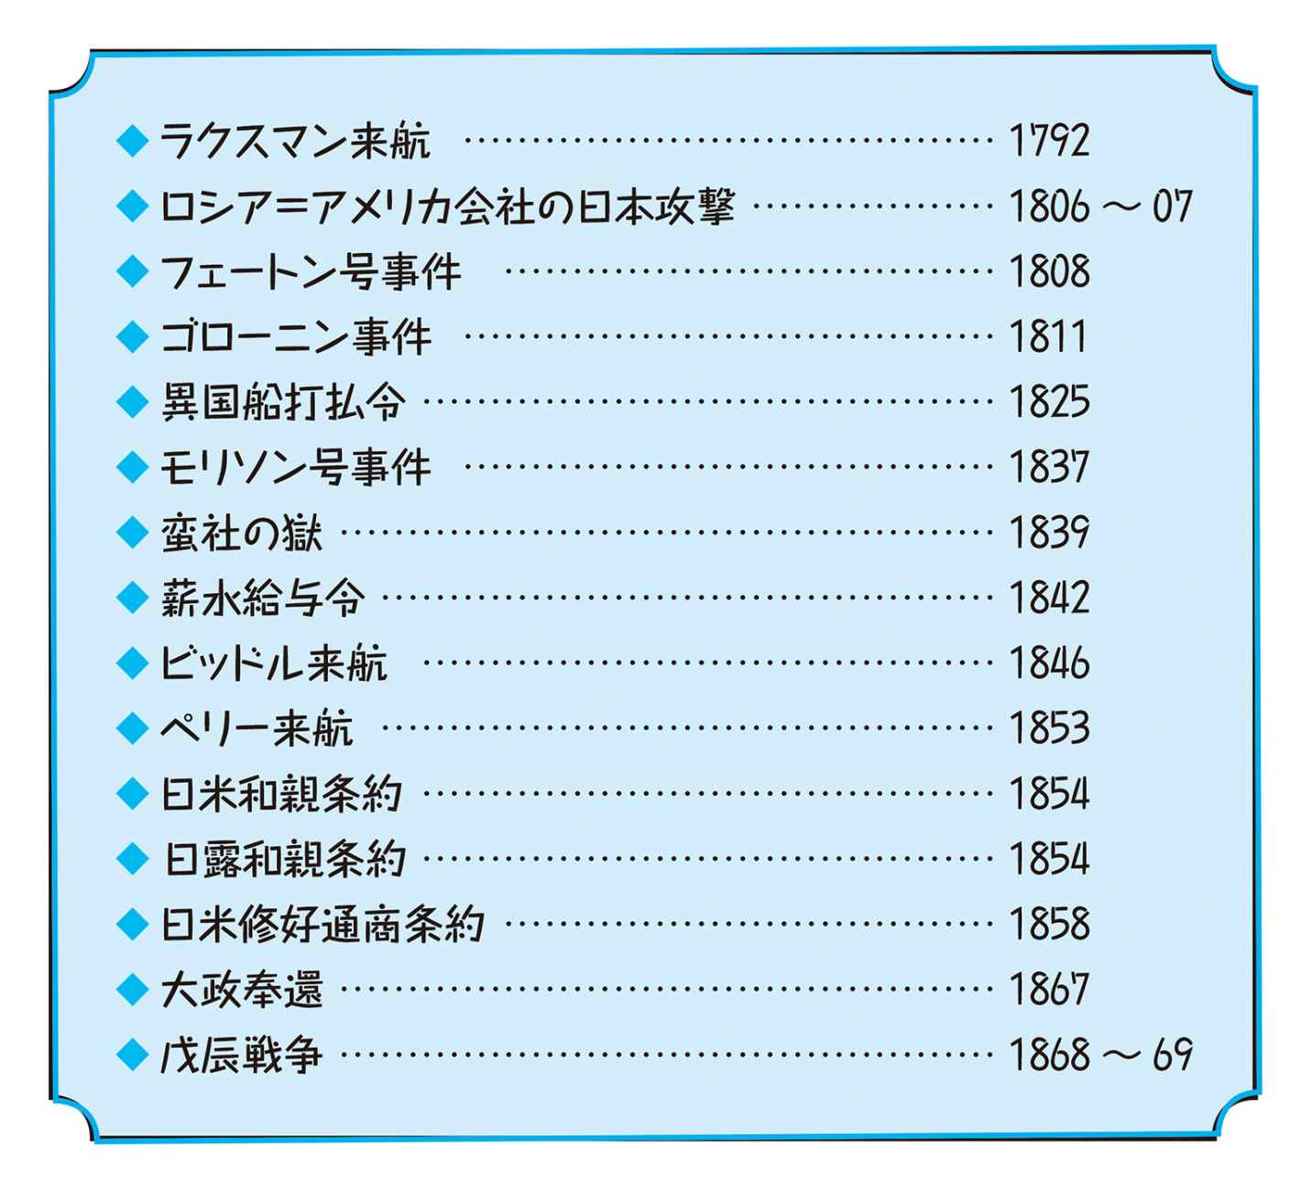 ◆ラクスマン来航 …………………………………… 1792
◆ロシア＝アメリカ会社の日本攻撃 ……………… 1806～07
◆フェートン号事件 ………………………………… 1808
◆ゴローニン事件 …………………………………… 1811
◆異国船打払令 ……………………………………… 1825
◆モリソン号事件 …………………………………… 1837
◆蛮社の獄 …………………………………………… 1839
◆薪水給与令 ………………………………………… 1842
◆ビッドル来航 ……………………………………… 1846
◆ペリー来航 ………………………………………… 1853
◆日米和親条約 ……………………………………… 1854
◆日露和親条約 ……………………………………… 1854
◆日米修好通商条約 ………………………………… 1858
◆大政奉還 …………………………………………… 1867
◆戊辰戦争 …………………………………………… 1868～69